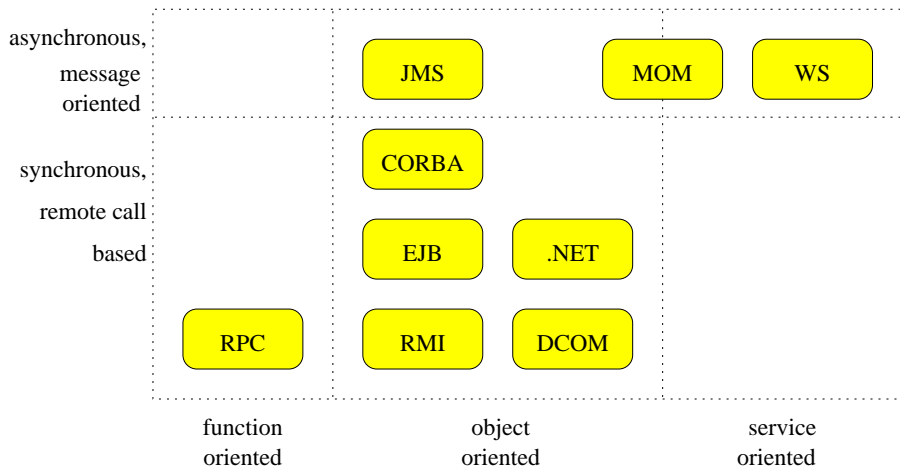 asynchronous,
message
oriented
JMS
MOM
WS
synchronous,
remote call
based
CORBA
EJB
.NET
RPC
RMI
DCOM
function
oriented
object
oriented
service
oriented